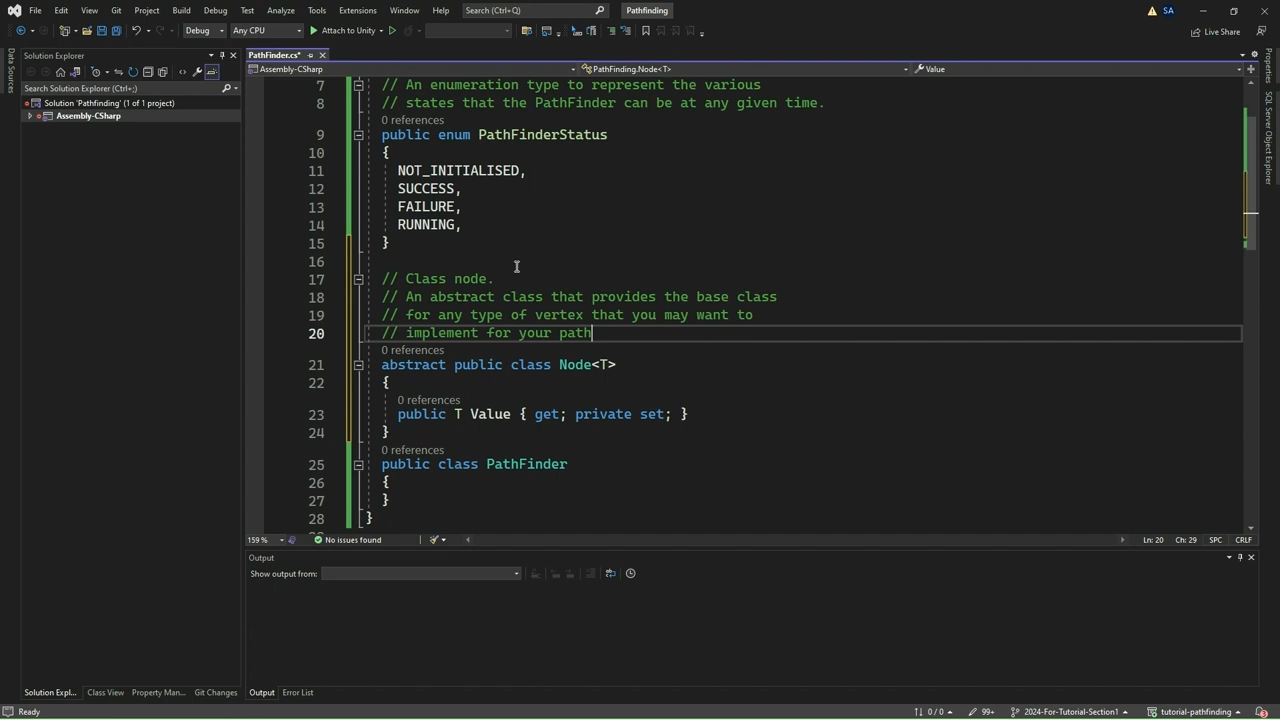 File Edit View Git Project Build Debug Test Analyze Tools Extensions Window Help Search (Ctrl+Q) Pathfinding SA
Debug Any CPU Attach to Unity Live Share
Solution Explorer
Search Solution Explorer (Ctrl+;)
Solution 'Pathfinding' (1 of 1 project)
Assembly-CSharp
Data Sources
PathFinder.cs*
Assembly-CSharp PathFinding.Node<T> Value
7 // An enumeration type to represent the various
8 // states that the PathFinder can be at any given time.
0 references
9 public enum PathFinderStatus
10 {
11 NOT_INITIALISED,
12 SUCCESS,
13 FAILURE,
14 RUNNING,
15 }
16
17 // Class node.
18 // An abstract class that provides the base class
19 // for any type of vertex that you may want to
20 // implement for your path
0 references
21 abstract public class Node<T>
22 {
0 references
23 public T Value { get; private set; }
24 }
0 references
25 public class PathFinder
26 {
27 }
28 }
159 % No issues found Ln: 20 Ch: 29 SPC CRLF
Output
Show output from:
Properties
SQL Server Object Explorer
Solution Expl... Class View Property Man... Git Changes Output Error List
Ready 0 / 0 99+ 2024-For-Tutorial-Section1 tutorial-pathfinding 3